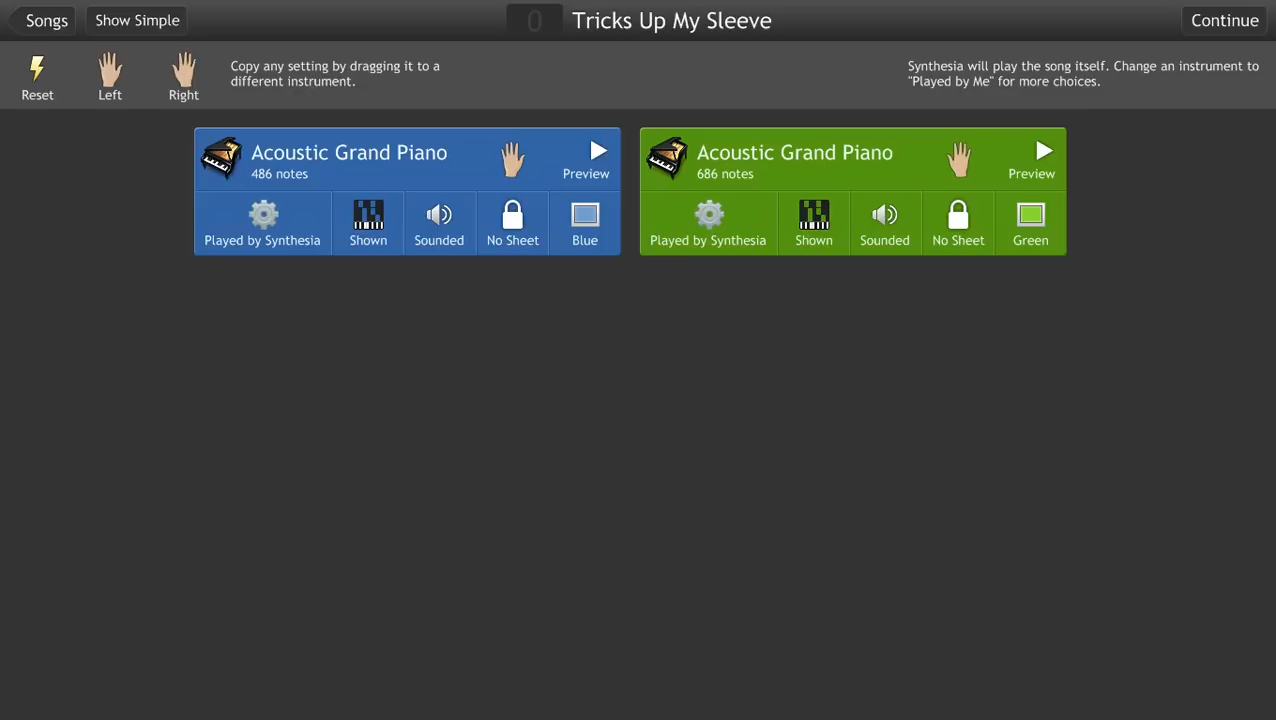 Songs
Show Simple
0
Tricks Up My Sleeve
Continue
Reset
Left
Right
Copy any setting by dragging it to a
different instrument.
Synthesia will play the song itself. Change an instrument to
"Played by Me" for more choices.
Acoustic Grand Piano
486 notes
Preview
Played by Synthesia
Shown
Sounded
No Sheet
Blue
Acoustic Grand Piano
686 notes
Preview
Played by Synthesia
Shown
Sounded
No Sheet
Green